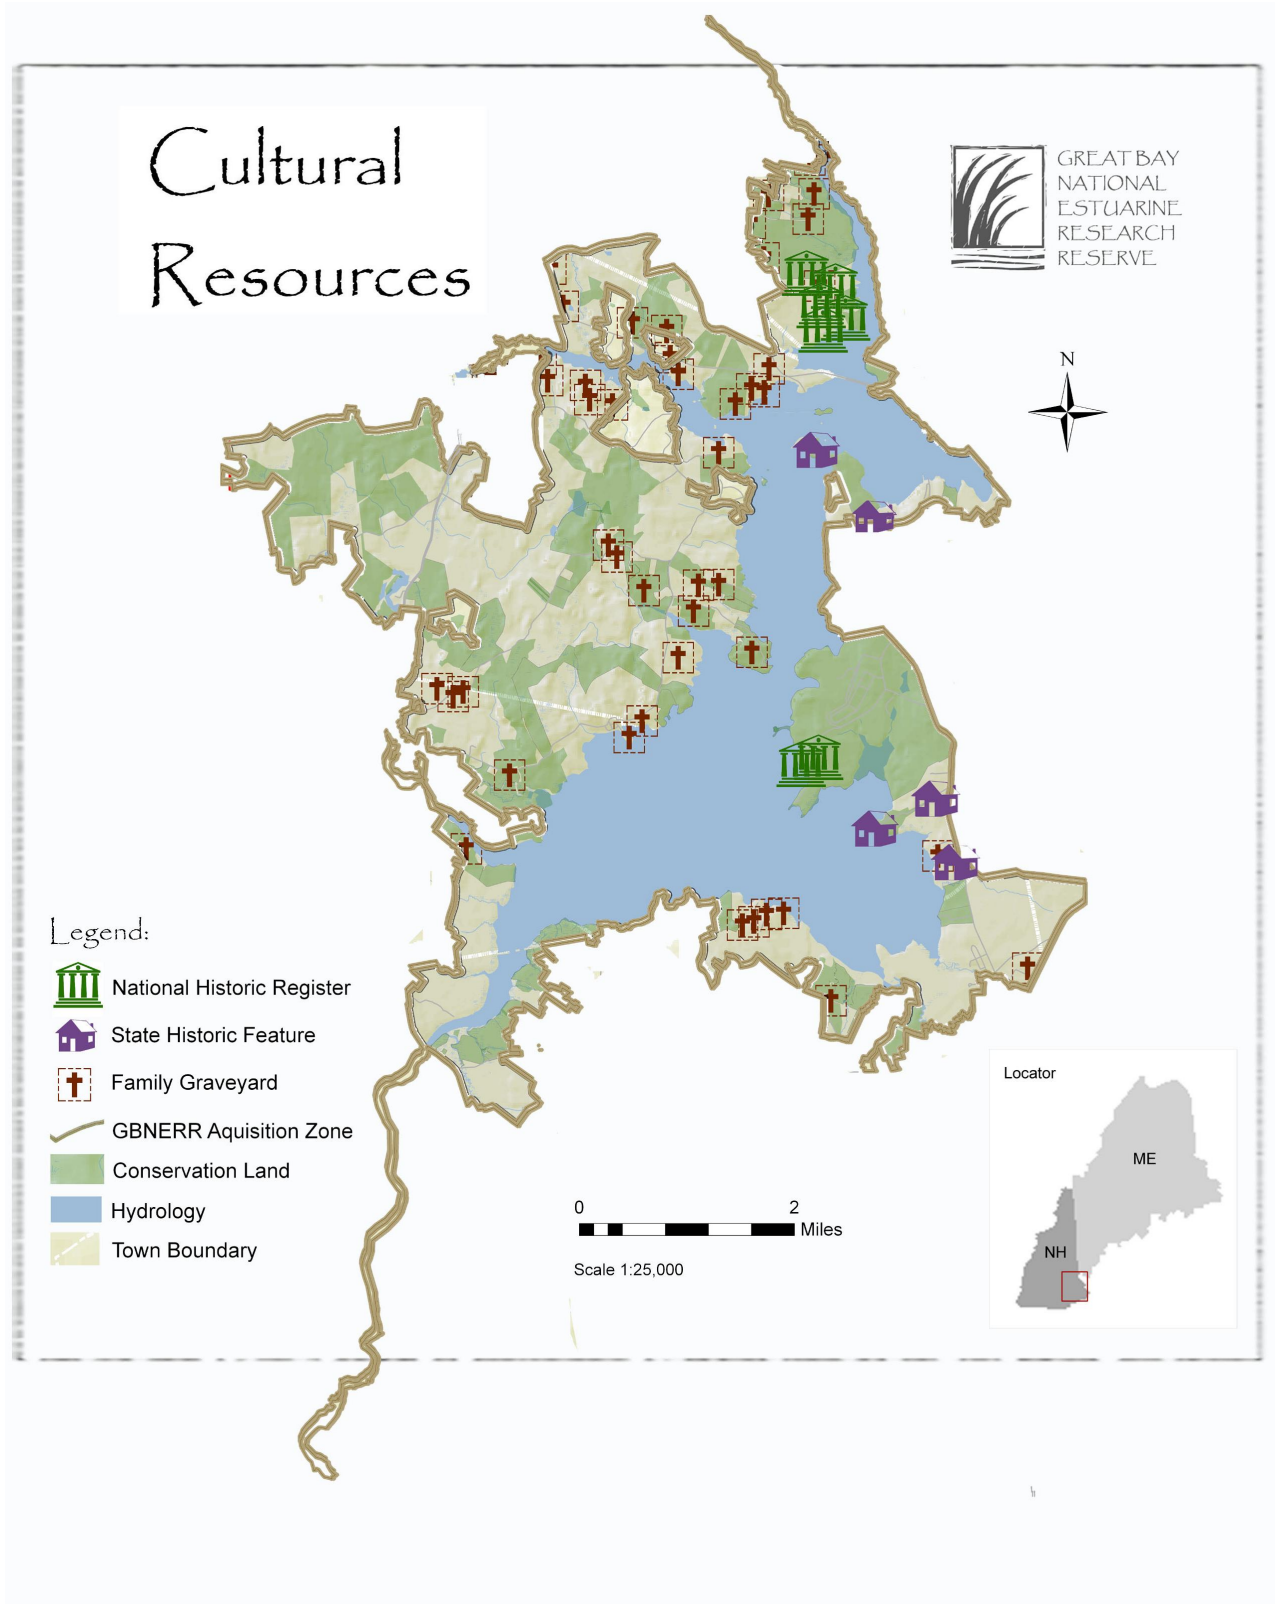 Cultural
Resources
GREAT BAY
NATIONAL
ESTUARINE
RESEARCH
RESERVE
N
Legend:
National Historic Register
State Historic Feature
Family Graveyard
GBNERR Aquisition Zone
Conservation Land
Hydrology
Town Boundary
0 2
Miles
Scale 1:25,000
Locator
ME
NH